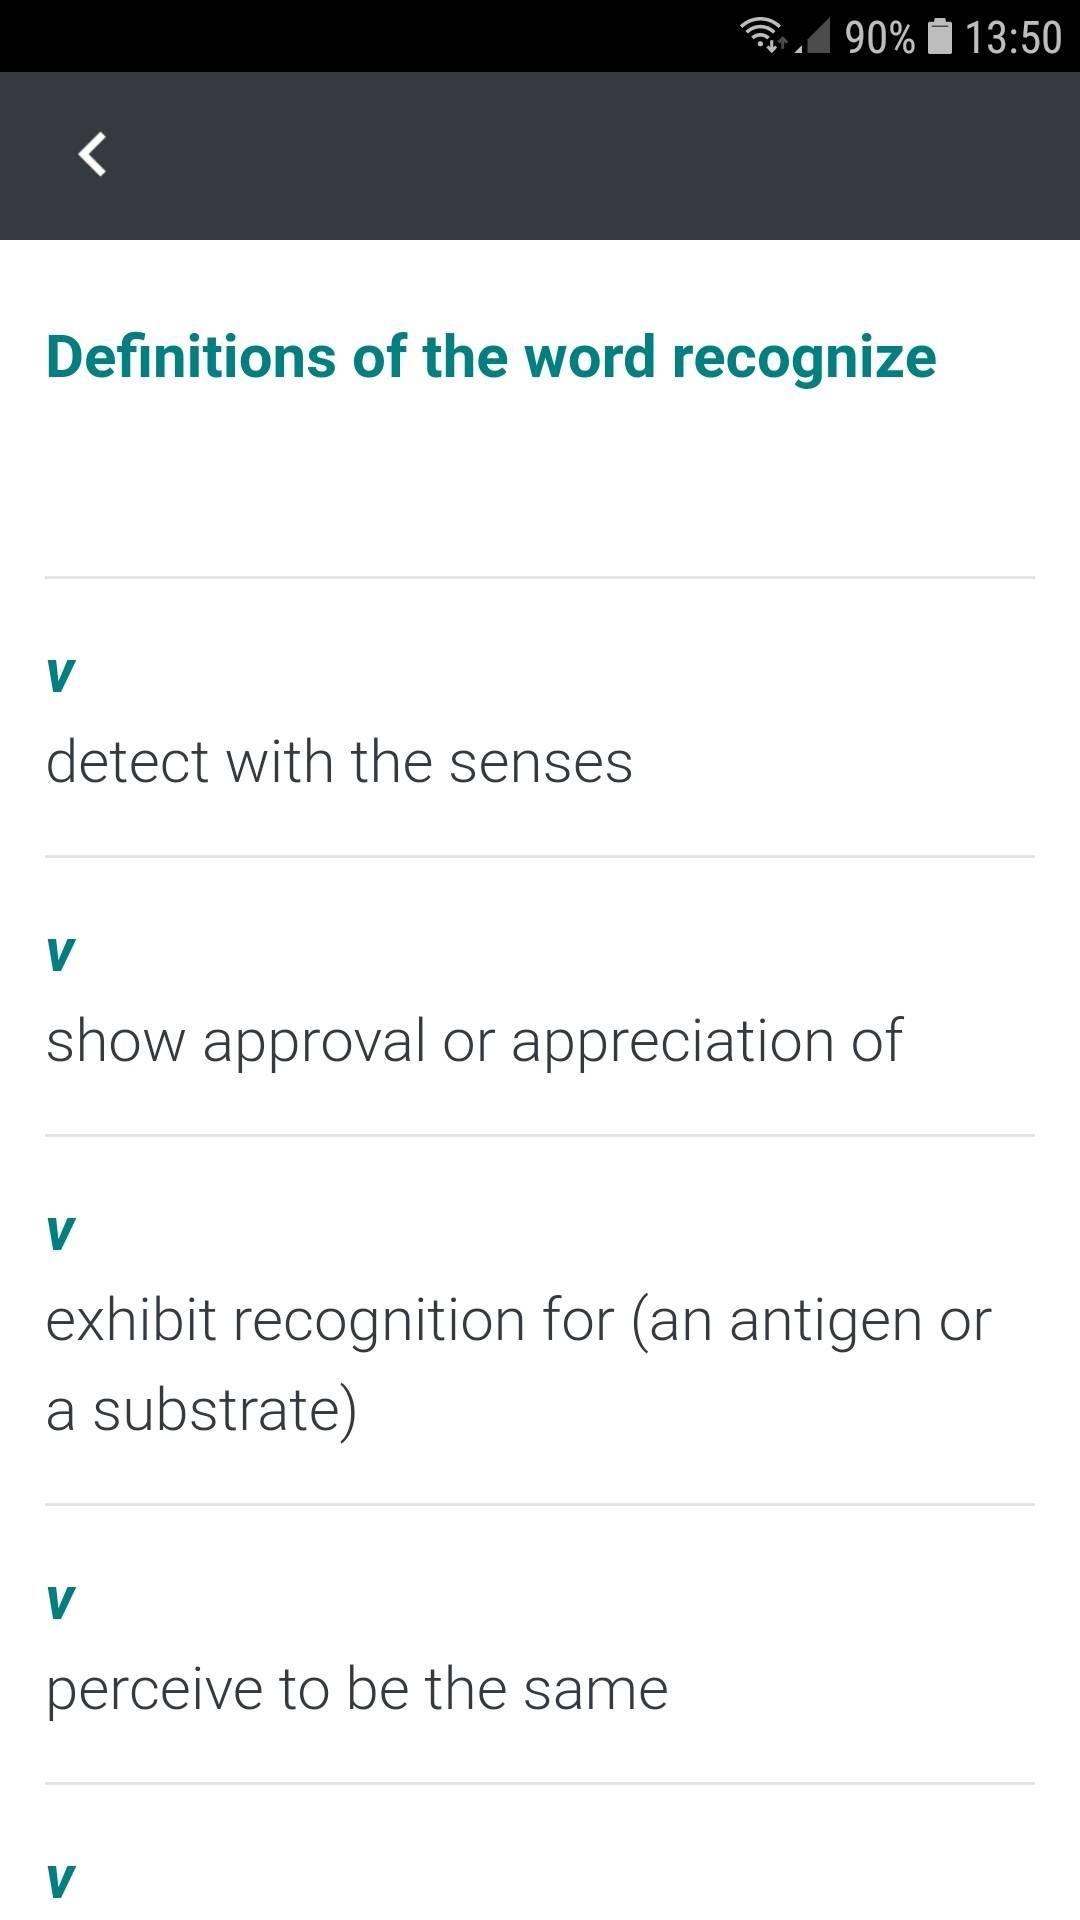 90% 13:50
Definitions of the word recognize
v
detect with the senses
v
show approval or appreciation of
v
exhibit recognition for (an antigen or
a substrate)
v
perceive to be the same
v